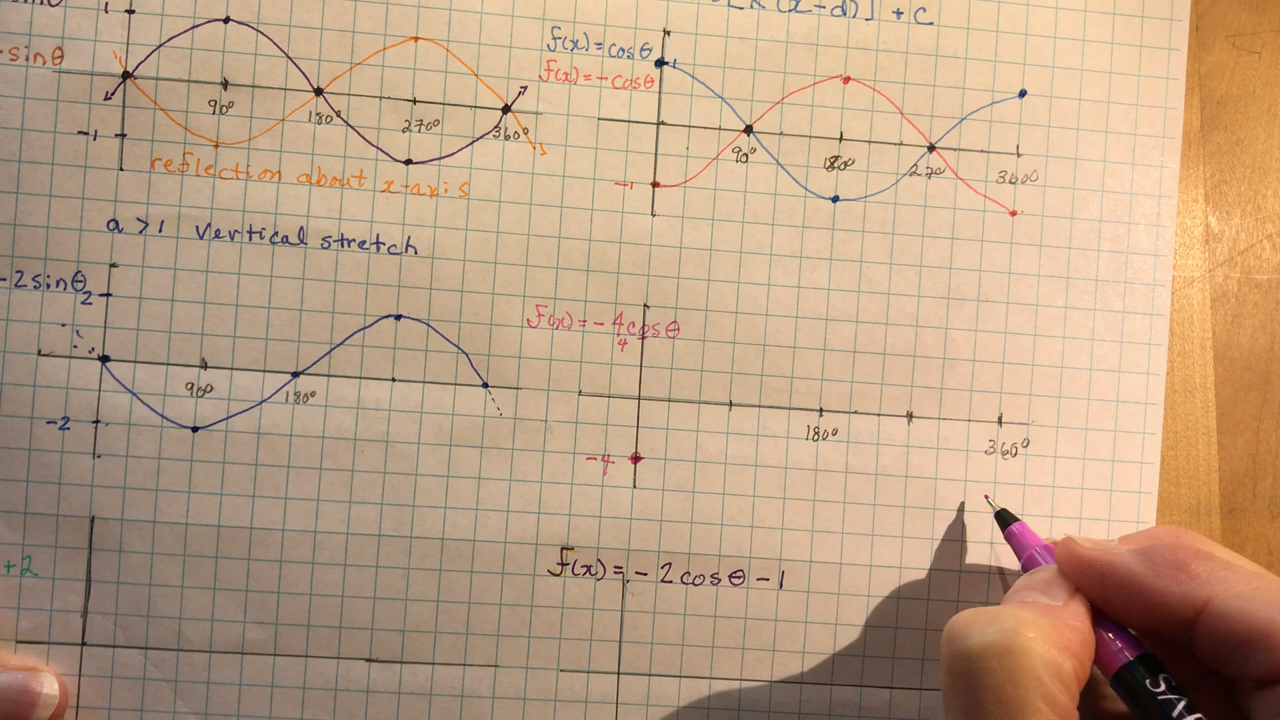 [k(x-d)] + c
1
sinθ
-sinθ
90°
180°
270°
360°
-1
reflection about x-axis
f(x)=cosθ
f(x)=-cosθ
1
-1
90°
180°
270
360°
a >1 vertical stretch
-2sinθ
2
90°
180°
-2
f(x)=-4cosθ
4
180°
360°
-4
+2
f(x)=-2cosθ-1